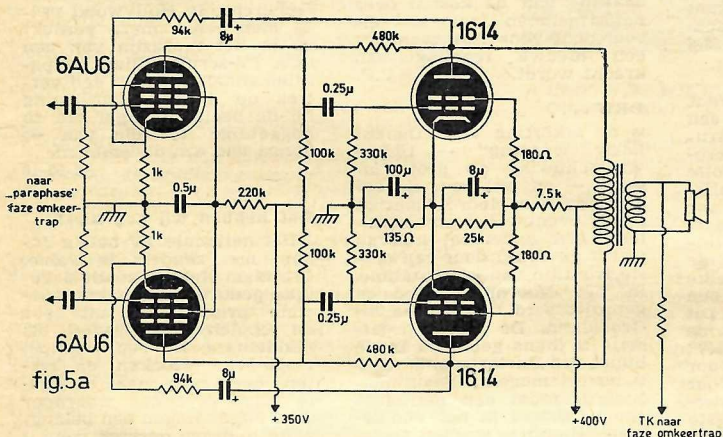 94k
8µ
+
480k
1614
6AU6
0.25µ
1k
100k
330k
100µ
+
8µ
+
180Ω
naar
„paraphase"
faze omkeer-
trap
0.5µ
220k
7.5k
135Ω
25k
1k
100k
330k
180Ω
0.25µ
6AU6
fig.5a
94k
8µ
+
480k
1614
+350V
+400V
TK naar
faze omkeertrap